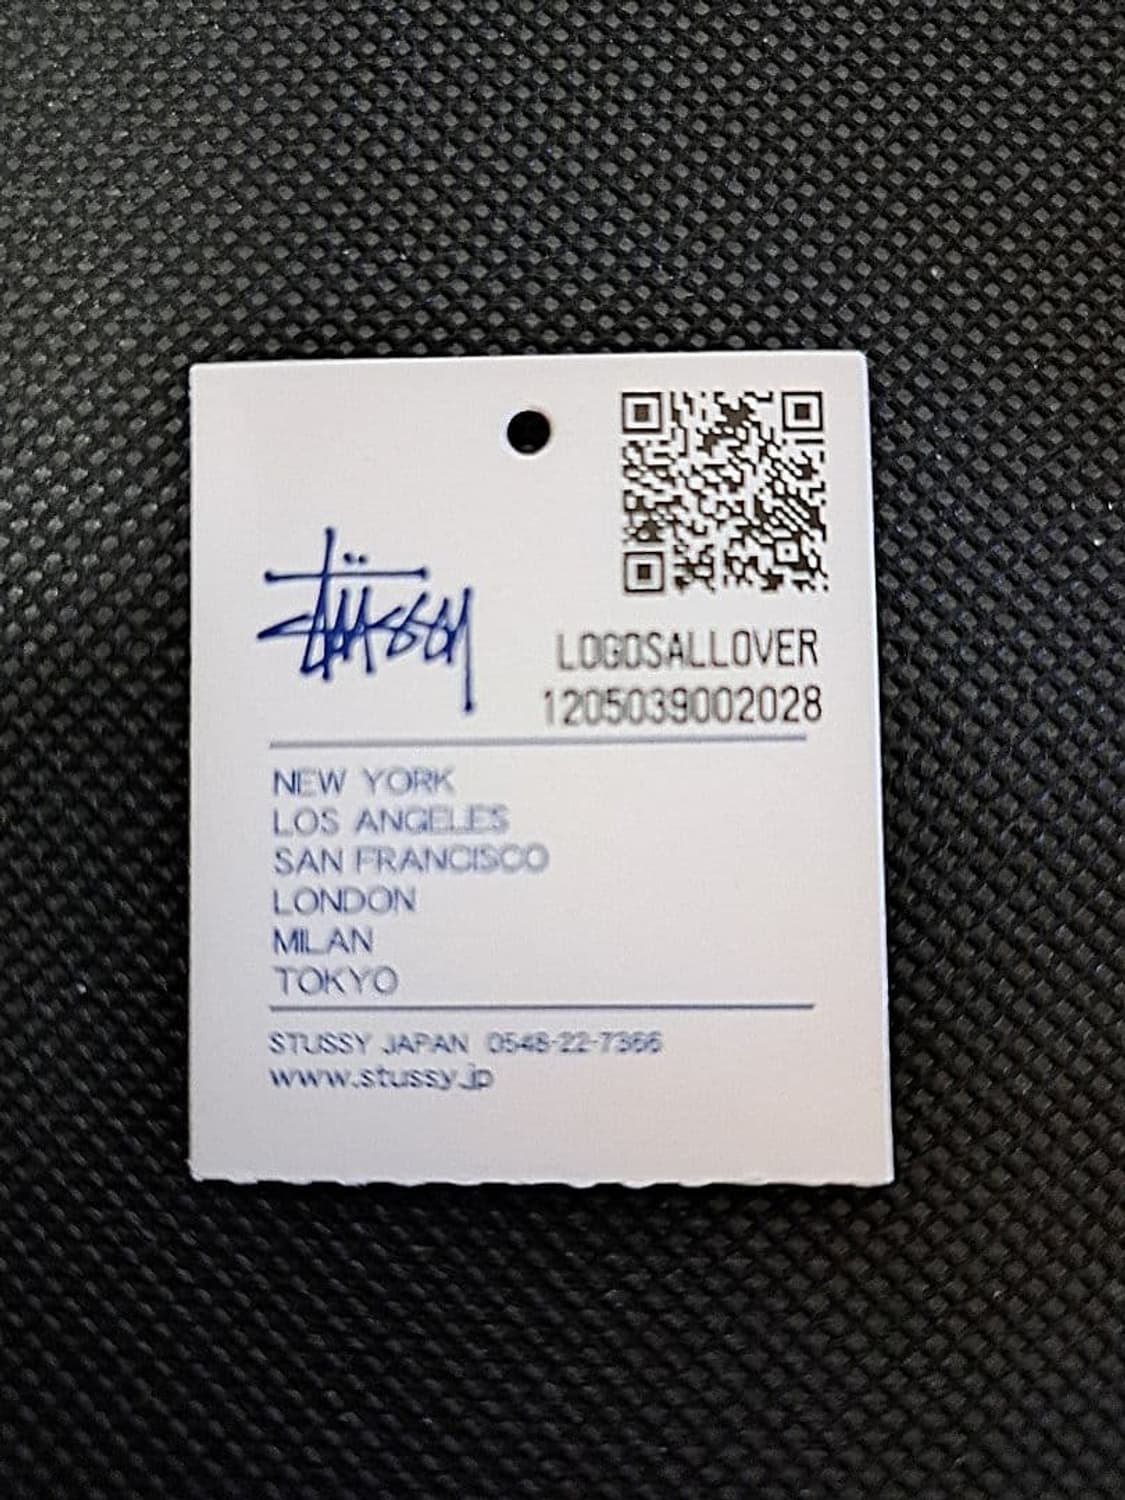 Stüssy
LOGOSALLOVER
1205039002028
NEW YORK
LOS ANGELES
SAN FRANCISCO
LONDON
MILAN
TOKYO
STUSSY JAPAN 0548-22-7366
www.stussy.jp